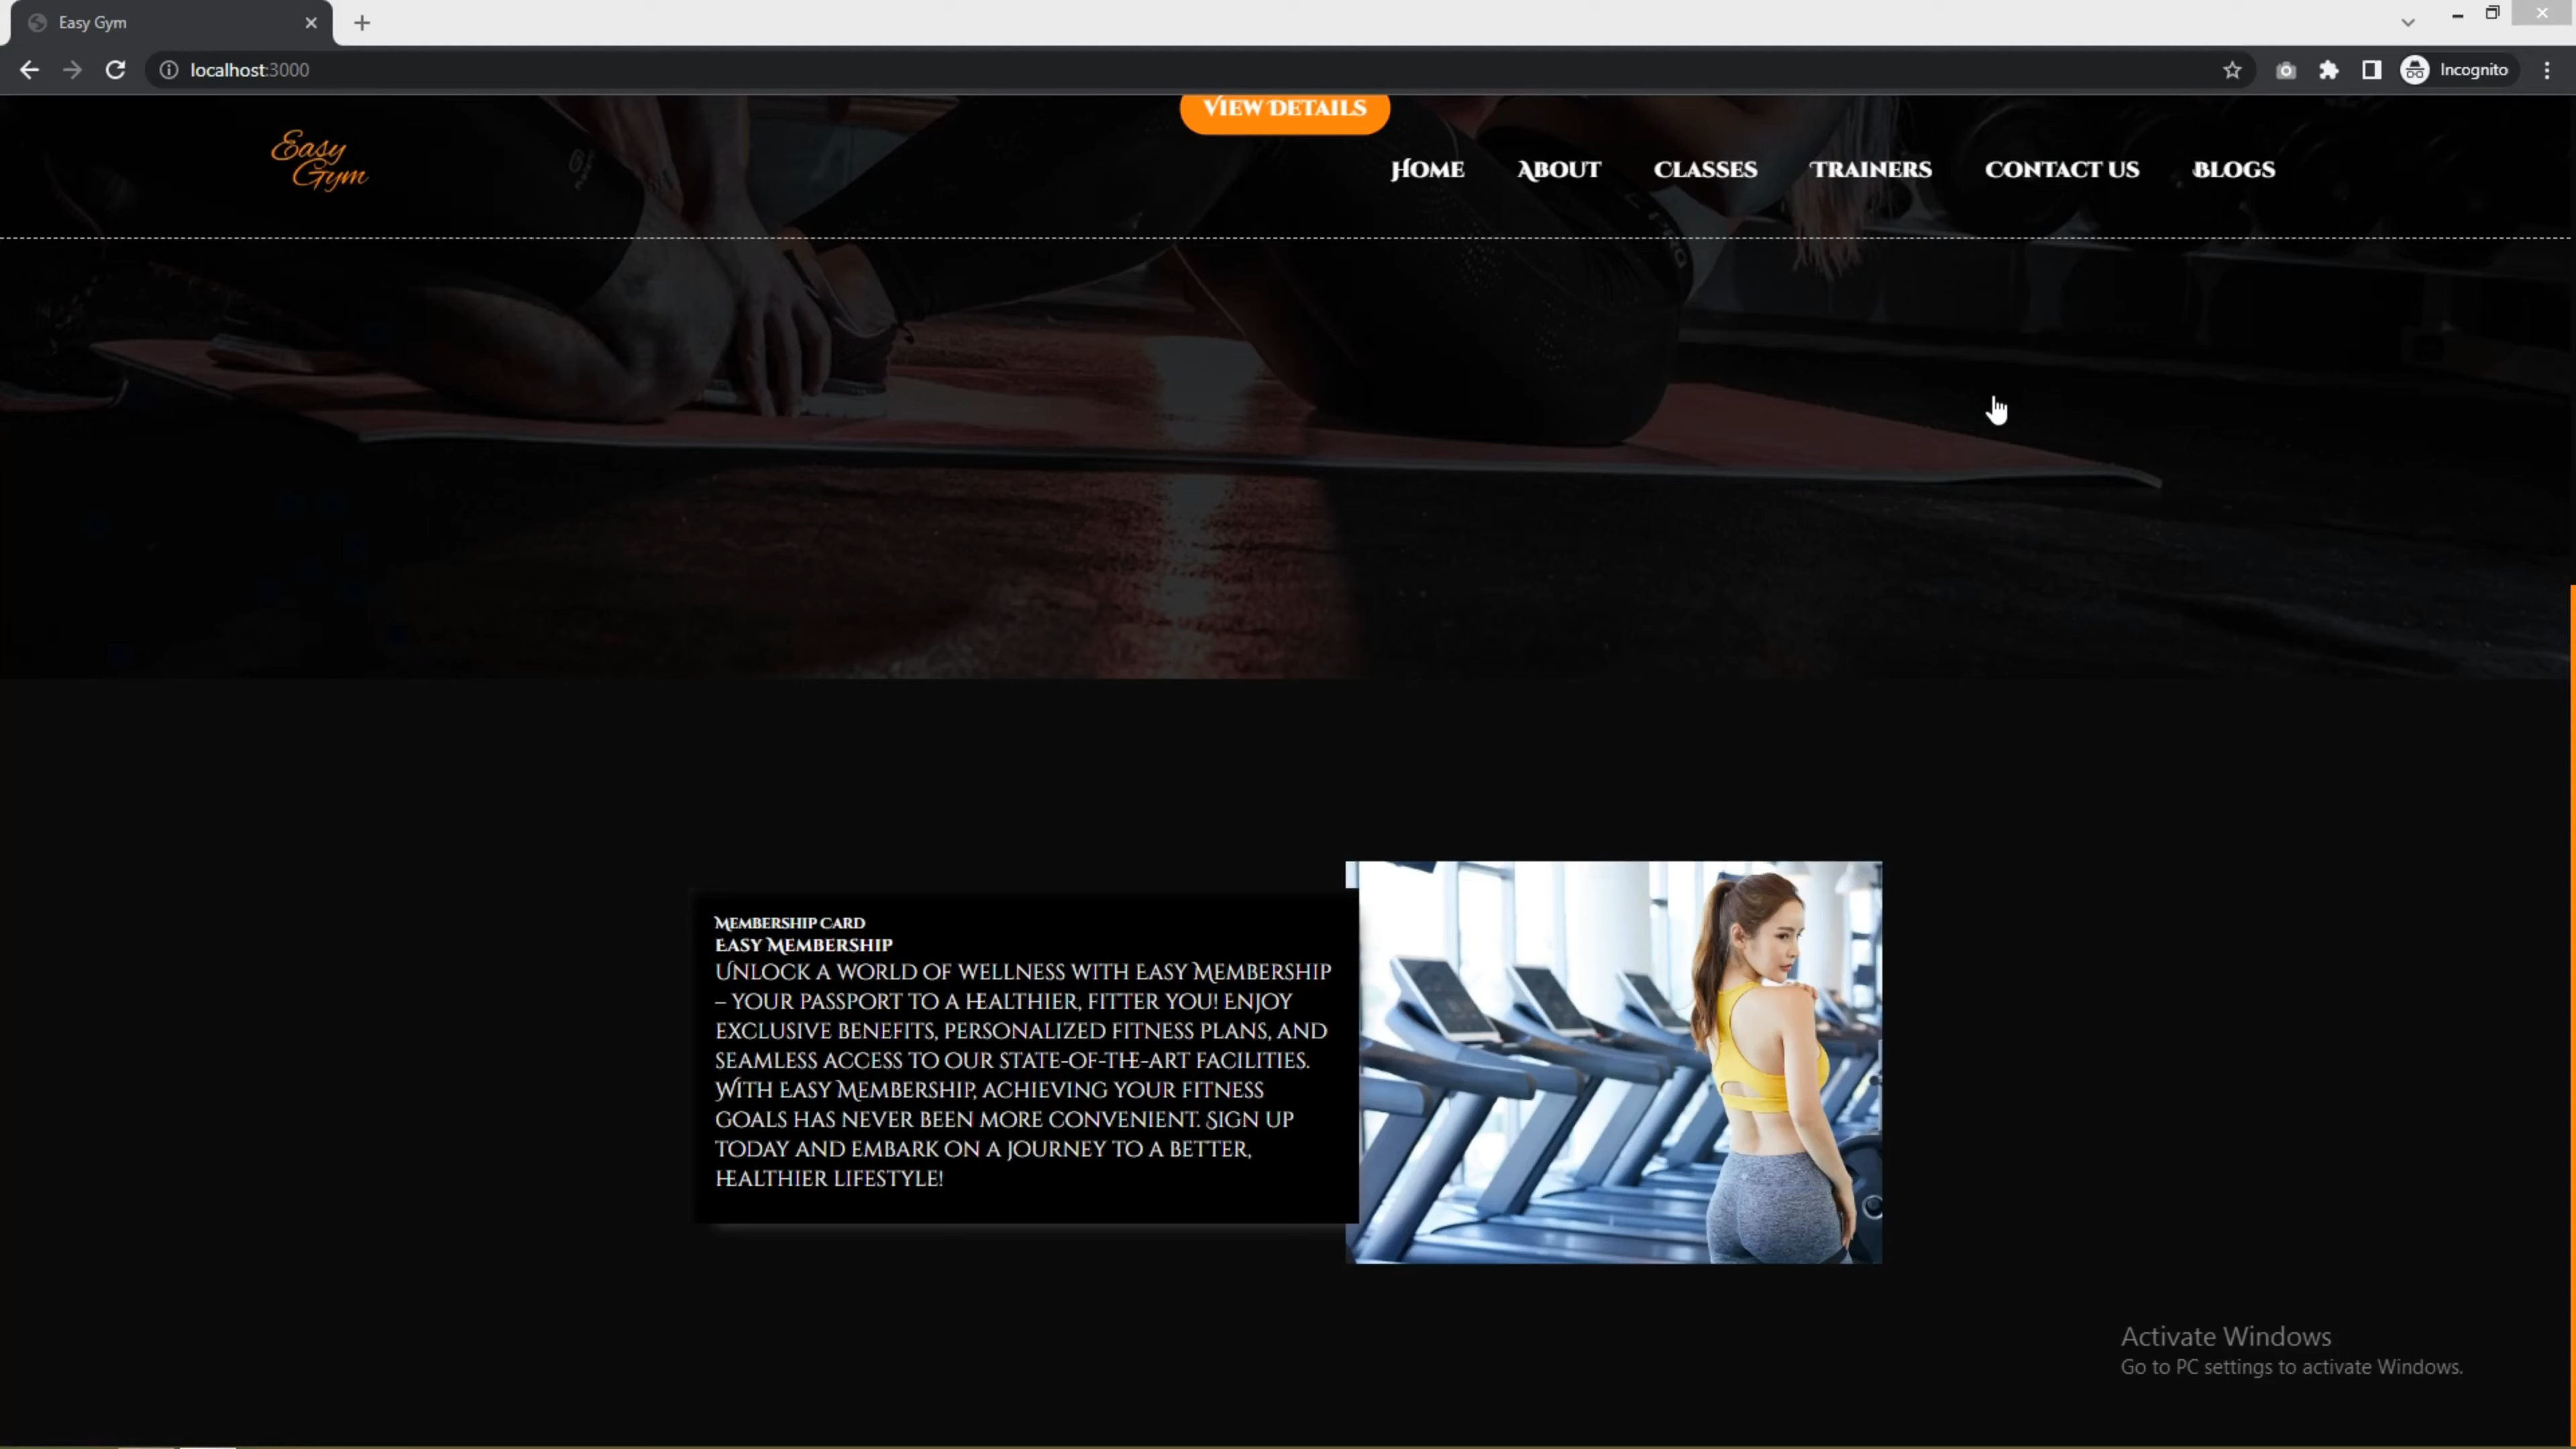 Easy Gym
localhost:3000
Incognito
VIEW DETAILS
Easy
Gym
HOME ABOUT CLASSES TRAINERS CONTACT US BLOGS
MEMBERSHIP CARD
EASY MEMBERSHIP
UNLOCK A WORLD OF WELLNESS WITH EASY MEMBERSHIP
– YOUR PASSPORT TO A HEALTHIER, FITTER YOU! ENJOY
EXCLUSIVE BENEFITS, PERSONALIZED FITNESS PLANS, AND
SEAMLESS ACCESS TO OUR STATE-OF-THE-ART FACILITIES.
WITH EASY MEMBERSHIP, ACHIEVING YOUR FITNESS
GOALS HAS NEVER BEEN MORE CONVENIENT. SIGN UP
TODAY AND EMBARK ON A JOURNEY TO A BETTER,
HEALTHIER LIFESTYLE!
Activate Windows
Go to PC settings to activate Windows.